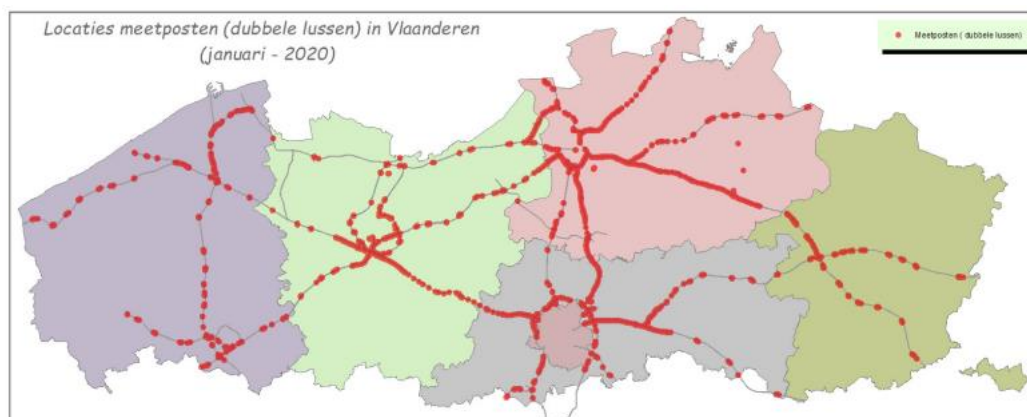 Locaties meetposten (dubbele lussen) in Vlaanderen
(januari - 2020)
Meetposten ( dubbele lussen)